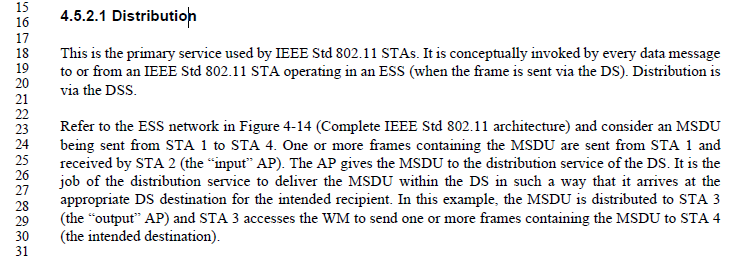 15
16 4.5.2.1 Distribution
17
18 This is the primary service used by IEEE Std 802.11 STAs. It is conceptually invoked by every data message
19 to or from an IEEE Std 802.11 STA operating in an ESS (when the frame is sent via the DS). Distribution is
20 via the DSS.
21
22
23 Refer to the ESS network in Figure 4-14 (Complete IEEE Std 802.11 architecture) and consider an MSDU
24 being sent from STA 1 to STA 4. One or more frames containing the MSDU are sent from STA 1 and
25 received by STA 2 (the “input” AP). The AP gives the MSDU to the distribution service of the DS. It is the
26 job of the distribution service to deliver the MSDU within the DS in such a way that it arrives at the
27 appropriate DS destination for the intended recipient. In this example, the MSDU is distributed to STA 3
28
29 (the “output” AP) and STA 3 accesses the WM to send one or more frames containing the MSDU to STA 4
30 (the intended destination).
31